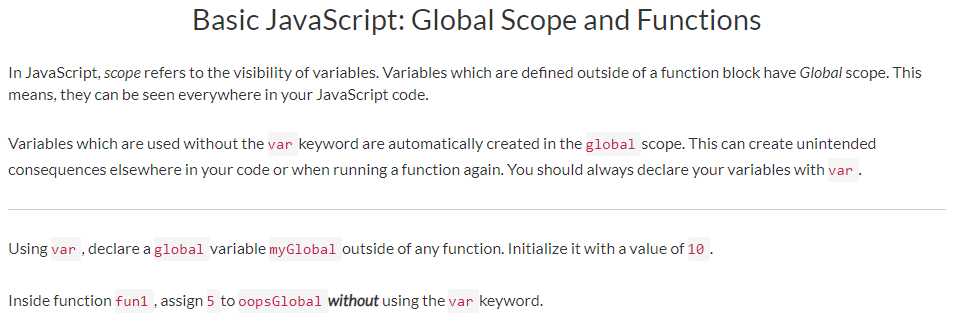 Basic JavaScript: Global Scope and Functions
In JavaScript, scope refers to the visibility of variables. Variables which are defined outside of a function block have Global scope. This
means, they can be seen everywhere in your JavaScript code.
Variables which are used without the var keyword are automatically created in the global scope. This can create unintended
consequences elsewhere in your code or when running a function again. You should always declare your variables with var .
Using var , declare a global variable myGlobal outside of any function. Initialize it with a value of 10 .
Inside function fun1 , assign 5 to oopsGlobal without using the var keyword.